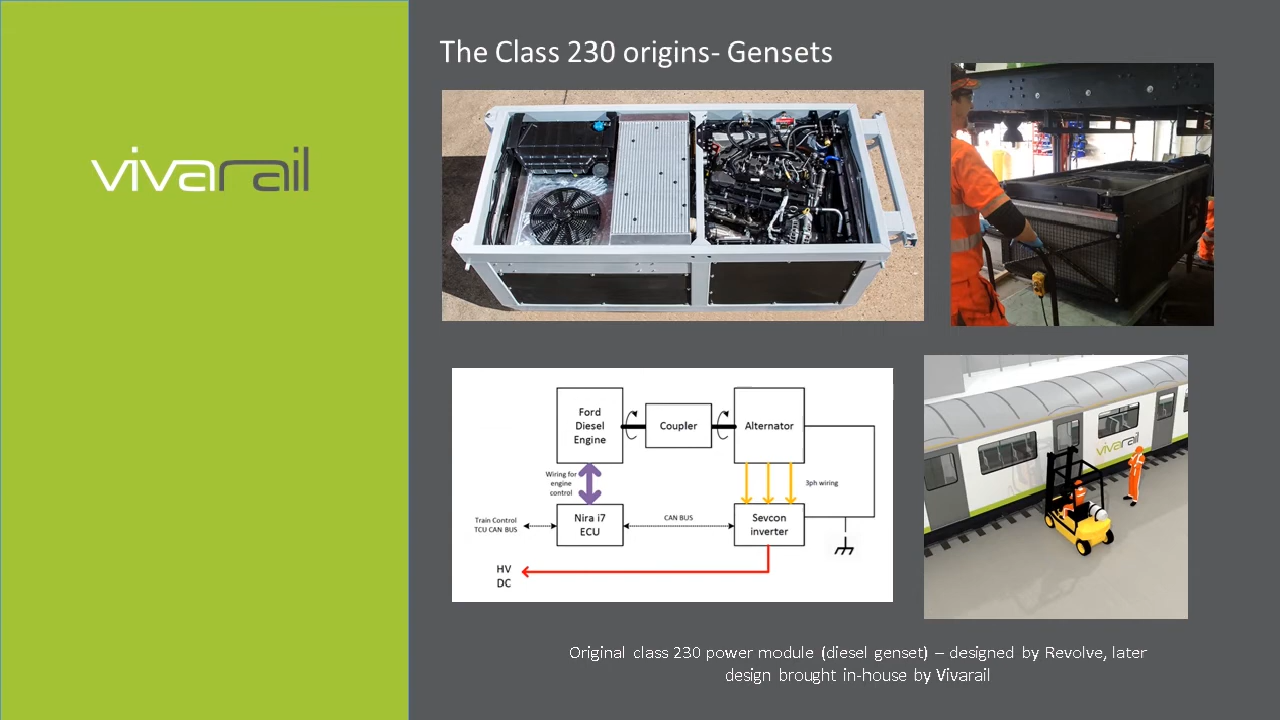 The Class 230 origins- Gensets
vivarail
Ford
Diesel
Engine
Coupler
Alternator
Wiring for
engine
control
3ph wiring
Train Control
TCU CAN BUS
Nira i7
ECU
CAN BUS
Sevcon
inverter
HV
DC
vivarail
Original class 230 power module (diesel genset) – designed by Revolve, later
design brought in-house by Vivarail